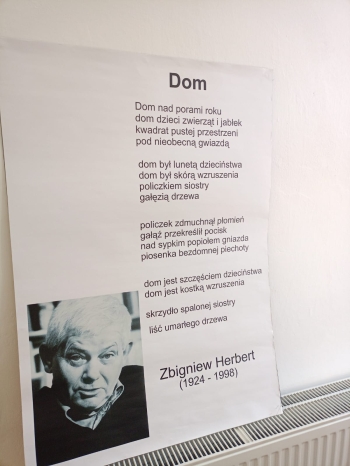 Dom
Dom nad porami roku
dom dzieci zwierząt i jabłek
kwadrat pustej przestrzeni
pod nieobecną gwiazdą
dom był lunetą dzieciństwa
dom był skórą wzruszenia
policzkiem siostry
gałęzią drzewa
policzek zdmuchnął płomień
gałąź przekreślił pocisk
nad sypkim popiołem gniazda
piosenka bezdomnej piechoty
dom jest szczęściem dzieciństwa
dom jest kostką wzruszenia
skrzydło spalonej siostry
liść umarłego drzewa
Zbigniew Herbert
(1924 - 1998)